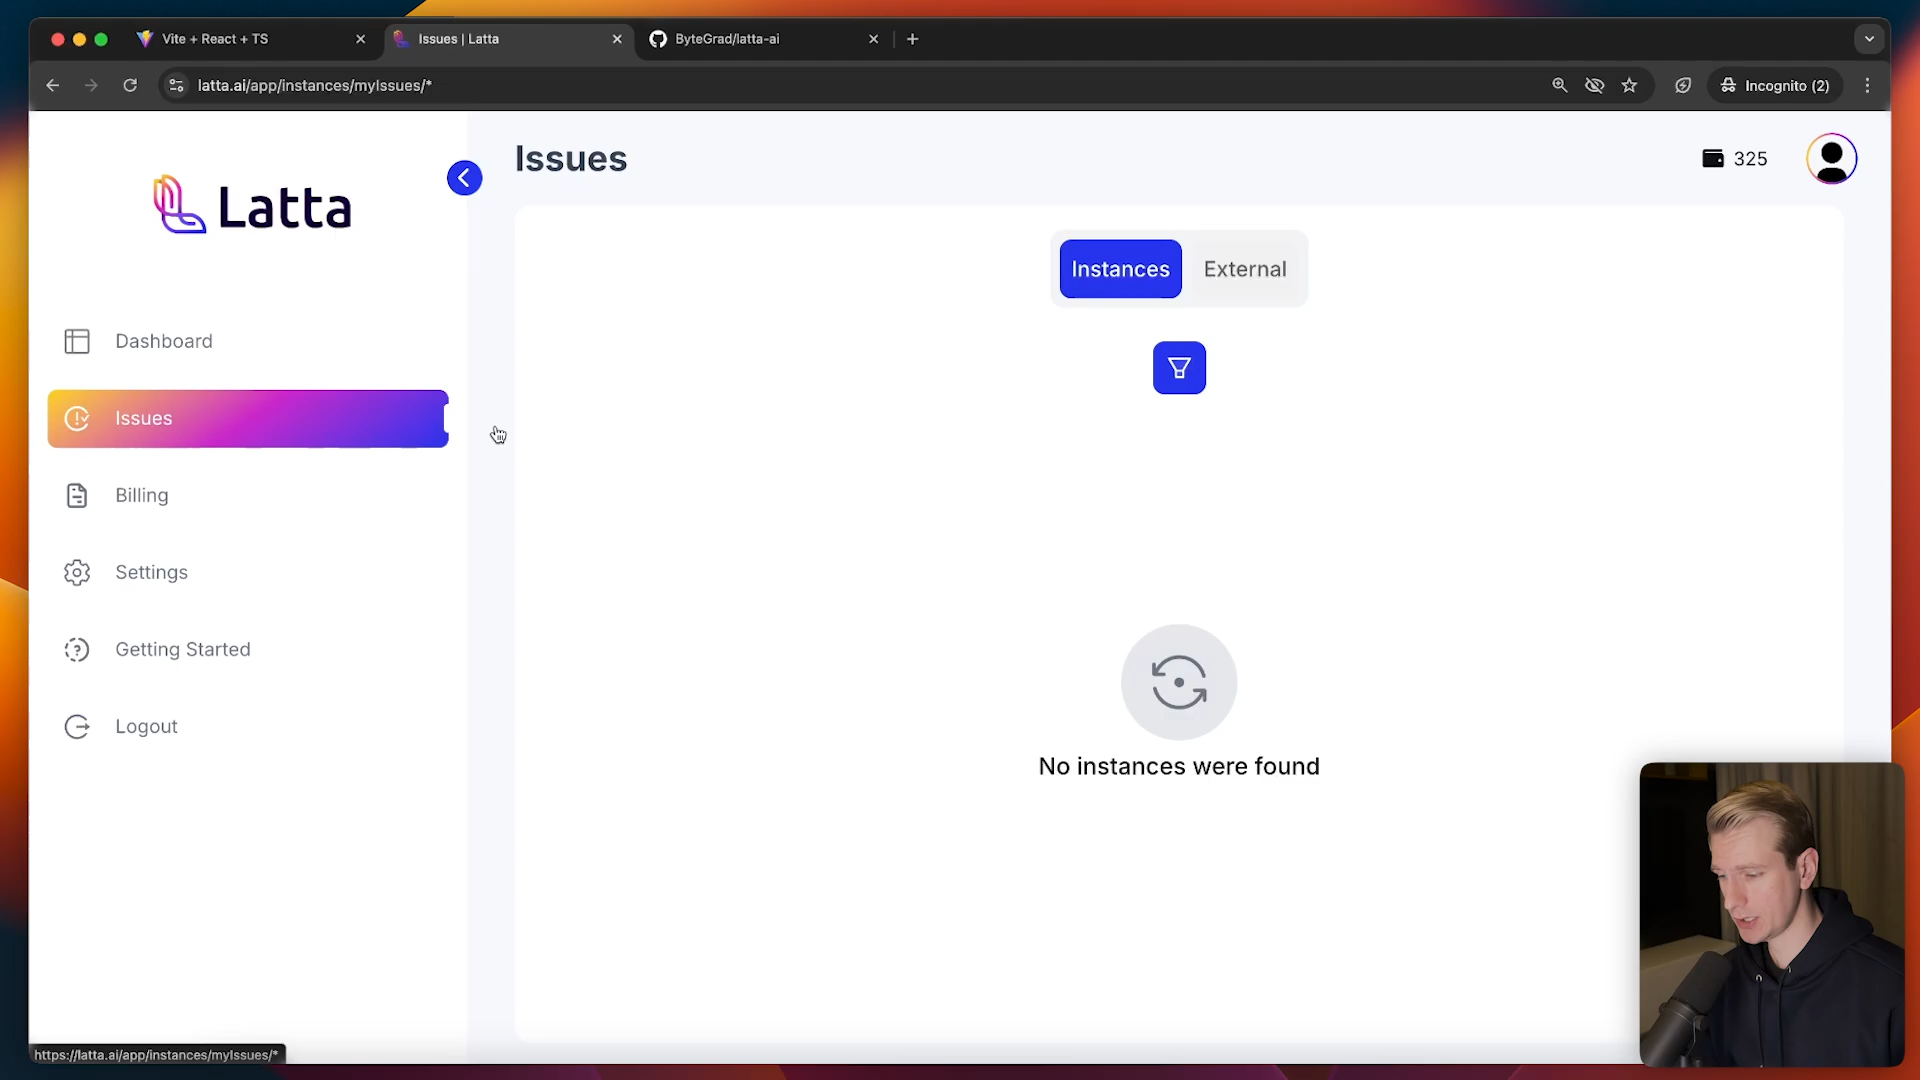 Vite + React + TS
Issues | Latta
ByteGrad/latta-ai
latta.ai/app/instances/myIssues/*
Incognito (2)
Latta
Issues
325
Instances
External
Dashboard
Issues
Billing
Settings
Getting Started
Logout
No instances were found
https://latta.ai/app/instances/myIssues/*